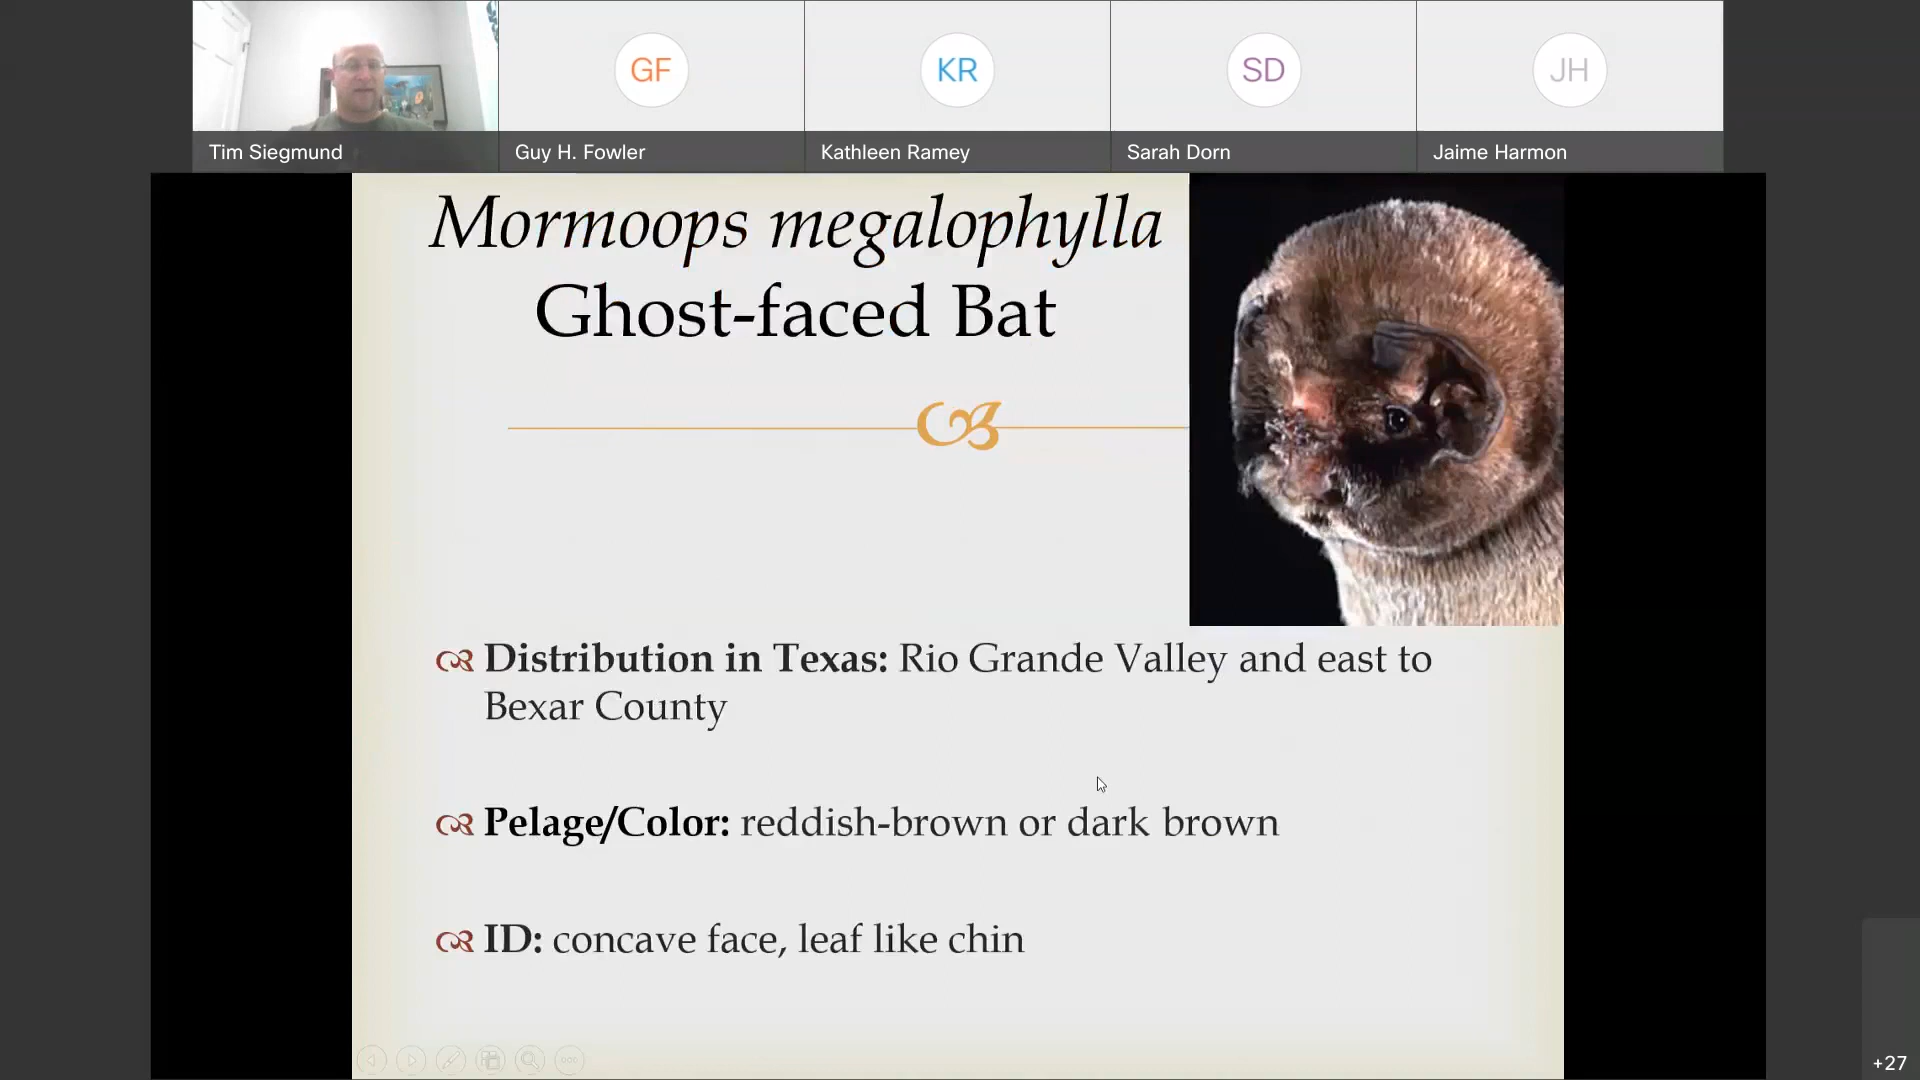 GF
KR
SD
JH
Tim Siegmund
Guy H. Fowler
Kathleen Ramey
Sarah Dorn
Jaime Harmon
Mormoops megalophylla
Ghost-faced Bat
Distribution in Texas: Rio Grande Valley and east to
Bexar County
Pelage/Color: reddish-brown or dark brown
ID: concave face, leaf like chin
+27